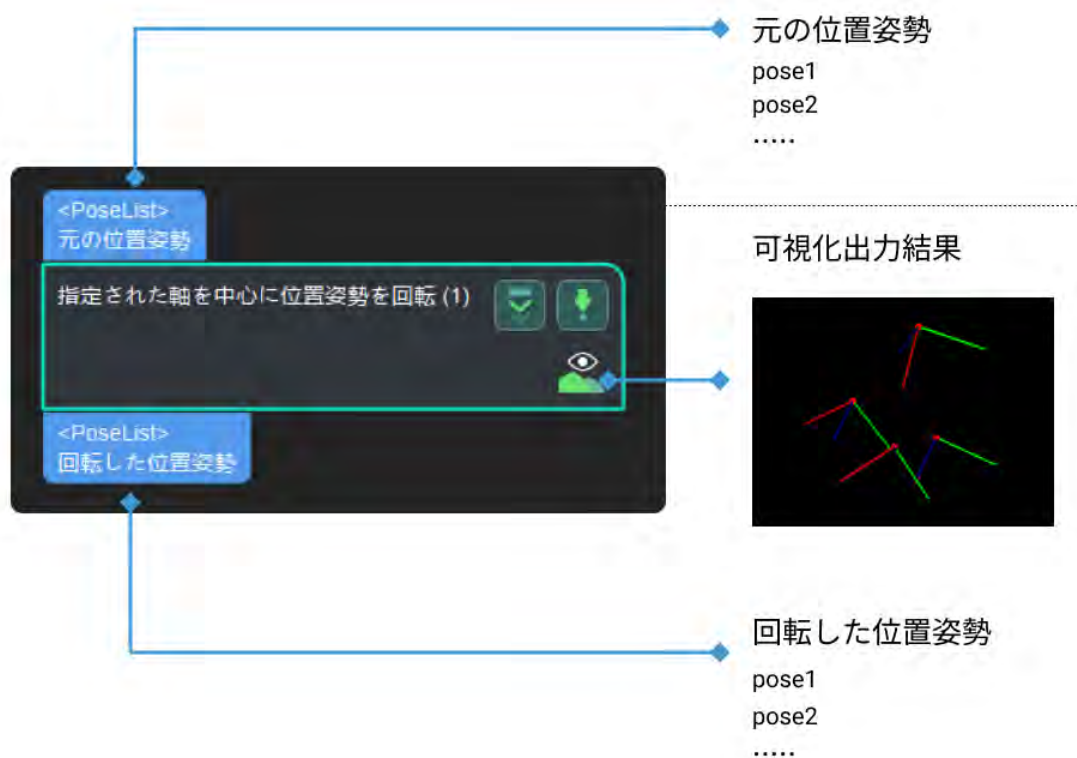 元の位置姿勢
pose1
pose2
.....
<PoseList>
元の位置姿勢
可視化出力結果
指定された軸を中心に位置姿勢を回転 (1)
<PoseList>
回転した位置姿勢
回転した位置姿勢
pose1
pose2
.....